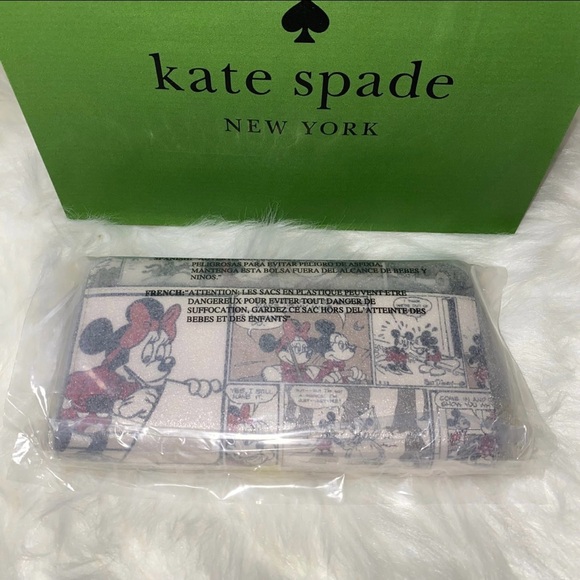 kate spade
NEW YORK
PELIGROSAS PARA EVITAR PELIGRO DE ASFIXIA,
MANTENGA ESTA BOLSA FUERA DEL ALCANCE DE BEBES Y
NINOS."
FRENCH: "ATTENTION: LES SACS EN PLASTIQUE PEUVENT ETRE
DANGEREUX POUR EVITER TOUT DANGER DE
SUFFOCATION, GARDEZ CE SAC HORS DEL'ATTEINTE DES
BEBES ET DES ENFANTS"